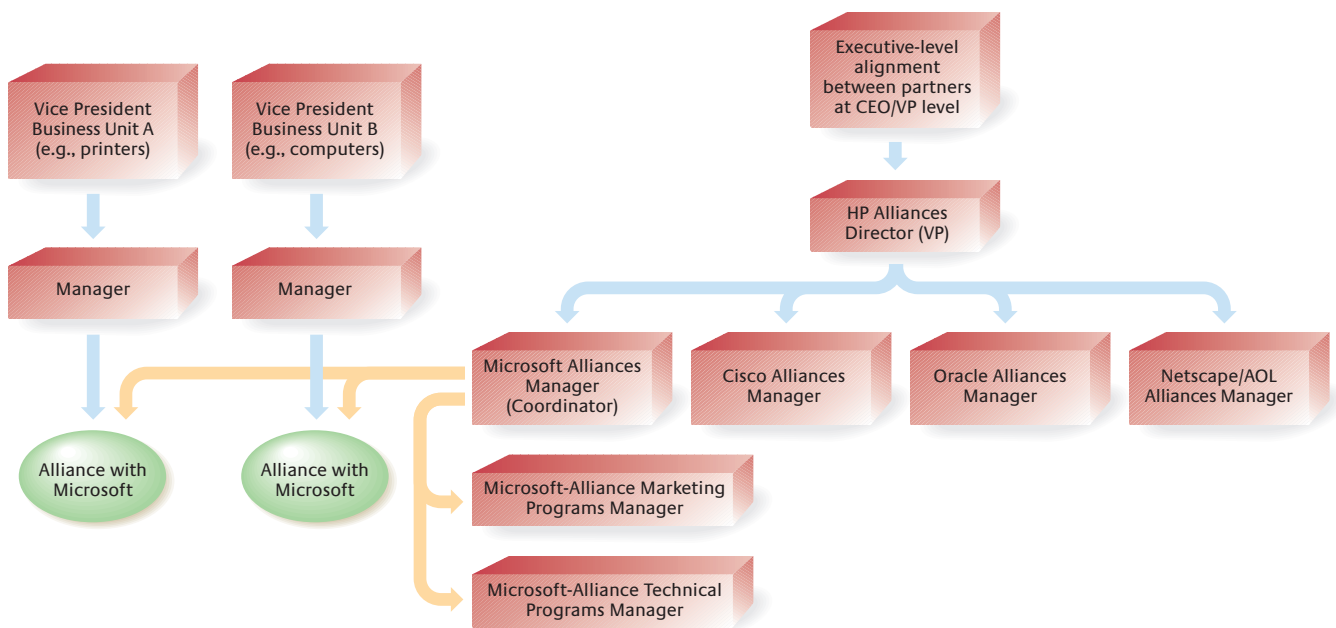 Executive-level
alignment
between partners
at CEO/VP level
Vice President
Business Unit A
(e.g., printers)
Vice President
Business Unit B
(e.g., computers)
HP Alliances
Director (VP)
Manager
Manager
Microsoft Alliances
Manager
(Coordinator)
Cisco Alliances
Manager
Oracle Alliances
Manager
Netscape/AOL
Alliances Manager
Alliance with
Microsoft
Alliance with
Microsoft
Microsoft-Alliance Marketing
Programs Manager
Microsoft-Alliance Technical
Programs Manager